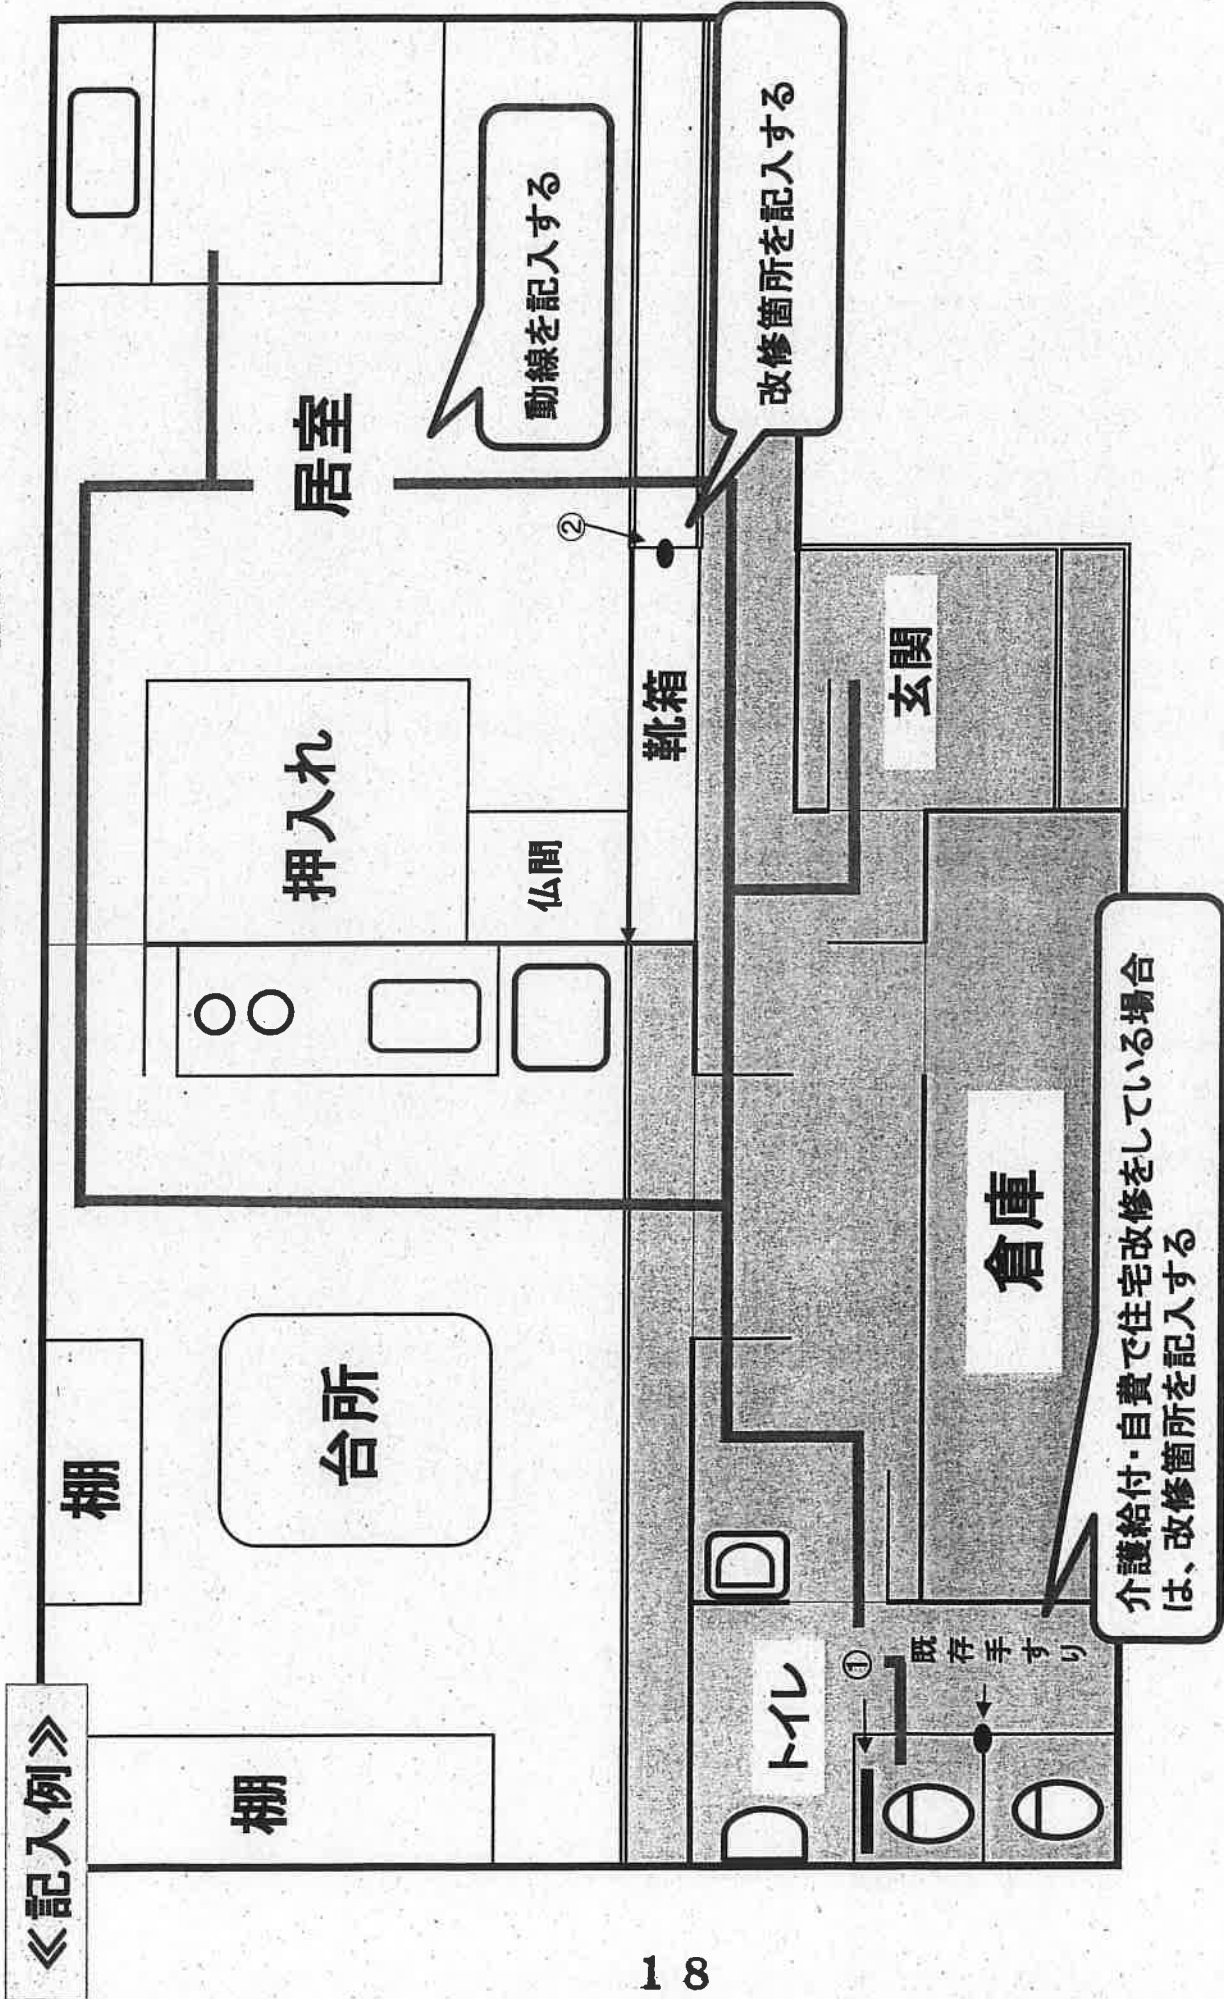 ≪記入例≫
棚
棚
台所
押入れ
仏間
居室
動線を記入する
改修箇所を記入する
②
靴箱
玄関
倉庫
トイレ
①
既存手すり
介護給付・自費で住宅改修をしている場合
は、改修箇所を記入する
18